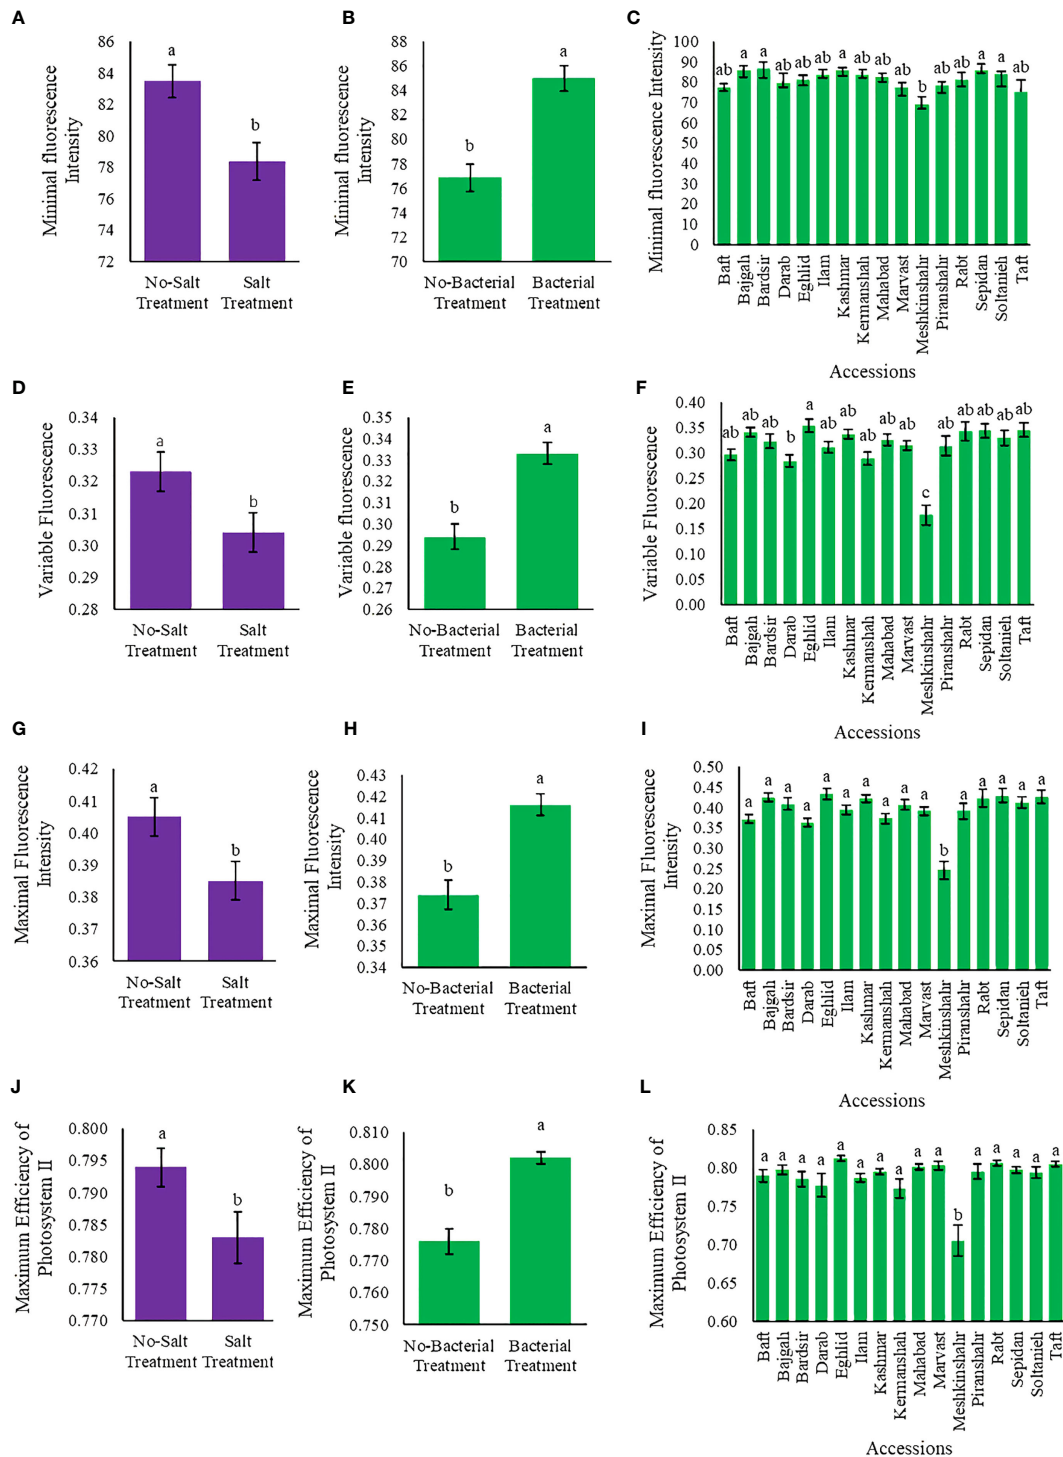 A
Minimal fluorescence
Intensity
86
84
82
80
78
76
74
72
a
b
No-Salt
Treatment
Salt
Treatment
B
Minimal fluorescence
Intensity
88
86
84
82
80
78
76
74
72
70
b
a
No-Bacterial
Treatment
Bacterial
Treatment
C
Minimal fluorescence Intensity
100
90
80
70
60
50
40
30
20
10
0
ab a a ab ab ab a ab ab ab b ab ab a a ab
Baft
Bajgah
Bardsir
Darab
Eghlid
Ilam
Kashmar
Kermanshah
Mahabad
Marvast
Meshkinshahr
Piranshahr
Rabt
Sepidan
Soltanieh
Taft
Accessions
D
Variable Fluorescence
0.34
0.33
0.32
0.31
0.30
0.29
0.28
a
b
No-Salt
Treatment
Salt
Treatment
E
Variable fluorescence
0.35
0.34
0.33
0.32
0.31
0.30
0.29
0.28
0.27
0.26
b
a
No-Bacterial
Treatment
Bacterial
Treatment
F
Variable Fluorescence
0.40
0.35
0.30
0.25
0.20
0.15
0.10
0.05
0.00
ab ab ab b a ab ab ab ab ab c ab ab ab ab ab
Baft
Bajgah
Bardsir
Darab
Eghlid
Ilam
Kashmar
Kermanshah
Mahabad
Marvast
Meshkinshahr
Piranshahr
Rabt
Sepidan
Soltanieh
Taft
Accessions
G
Maximal Fluorescence
Intensity
0.42
0.41
0.40
0.39
0.38
0.37
0.36
a
b
No-Salt
Treatment
Salt
Treatment
H
Maximal Fluorescence
Intensity
0.43
0.42
0.41
0.40
0.39
0.38
0.37
0.36
0.35
0.34
b
a
No-Bacterial
Treatment
Bacterial
Treatment
I
Maximal Fluorescence
Intensity
0.50
0.45
0.40
0.35
0.30
0.25
0.20
0.15
0.10
0.05
0.00
a a a a a a a a a a b a a a a a
Baft
Bajgah
Bardsir
Darab
Eghlid
Ilam
Kashmar
Kermanshah
Mahabad
Marvast
Meshkinshahr
Piranshahr
Rabt
Sepidan
Soltanieh
Taft
Accessions
J
Maximum Efficiency of
Photosystem II
0.800
0.795
0.790
0.785
0.780
0.775
0.770
a
b
No-Salt
Treatment
Salt
Treatment
K
Maximum Efficiency of
Photosystem II
0.810
0.800
0.790
0.780
0.770
0.760
0.750
b
a
No-Bacterial
Treatment
Bacterial
Treatment
L
Maximum Efficiency of
Photosystem II
0.85
0.80
0.75
0.70
0.65
0.60
a a a a a a a a a a b a a a a a
Baft
Bajgah
Bardsir
Darab
Eghlid
Ilam
Kashmar
Kermanshah
Mahabad
Marvast
Meshkinshahr
Piranshahr
Rabt
Sepidan
Soltanieh
Taft
Accessions